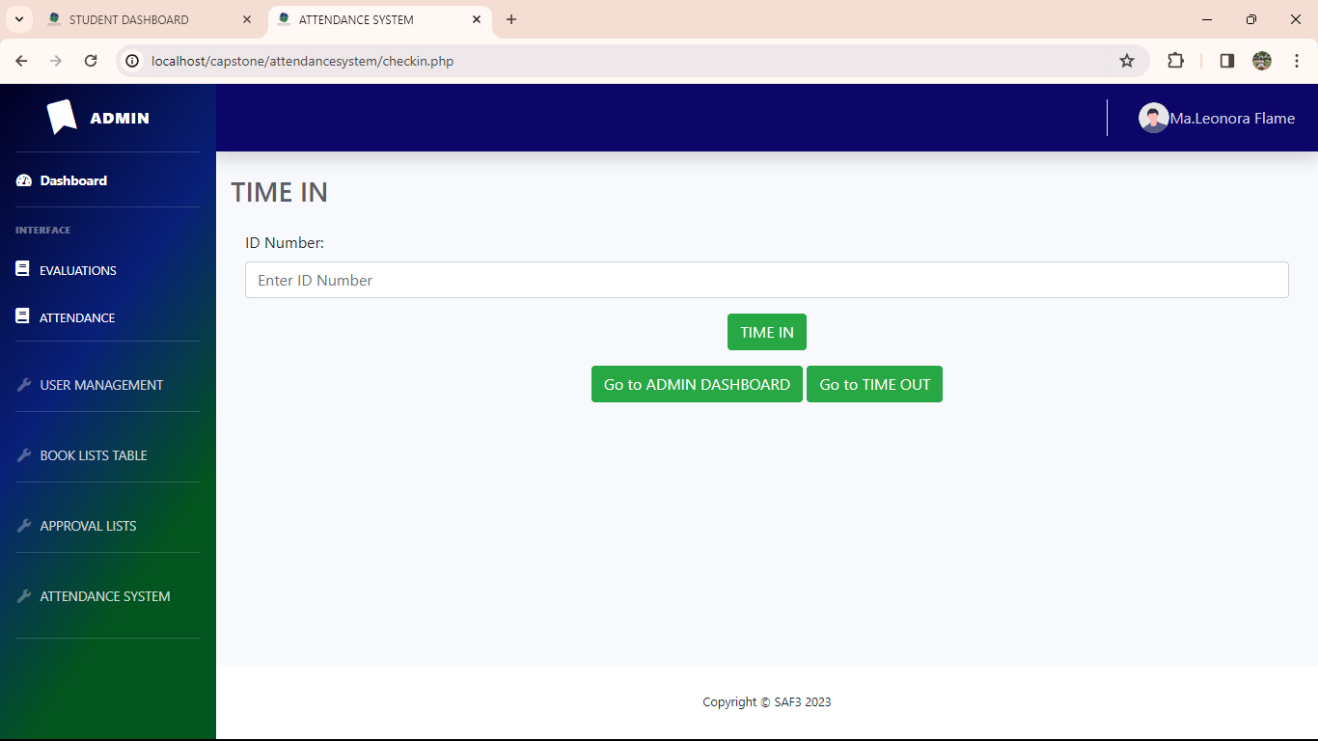 STUDENT DASHBOARD
ATTENDANCE SYSTEM
localhost/capstone/attendancesystem/checkin.php
ADMIN
Ma.Leonora Flame
Dashboard
INTERFACE
EVALUATIONS
ATTENDANCE
USER MANAGEMENT
BOOK LISTS TABLE
APPROVAL LISTS
ATTENDANCE SYSTEM
TIME IN
ID Number:
Enter ID Number
TIME IN
Go to ADMIN DASHBOARD Go to TIME OUT
Copyright © SAF3 2023